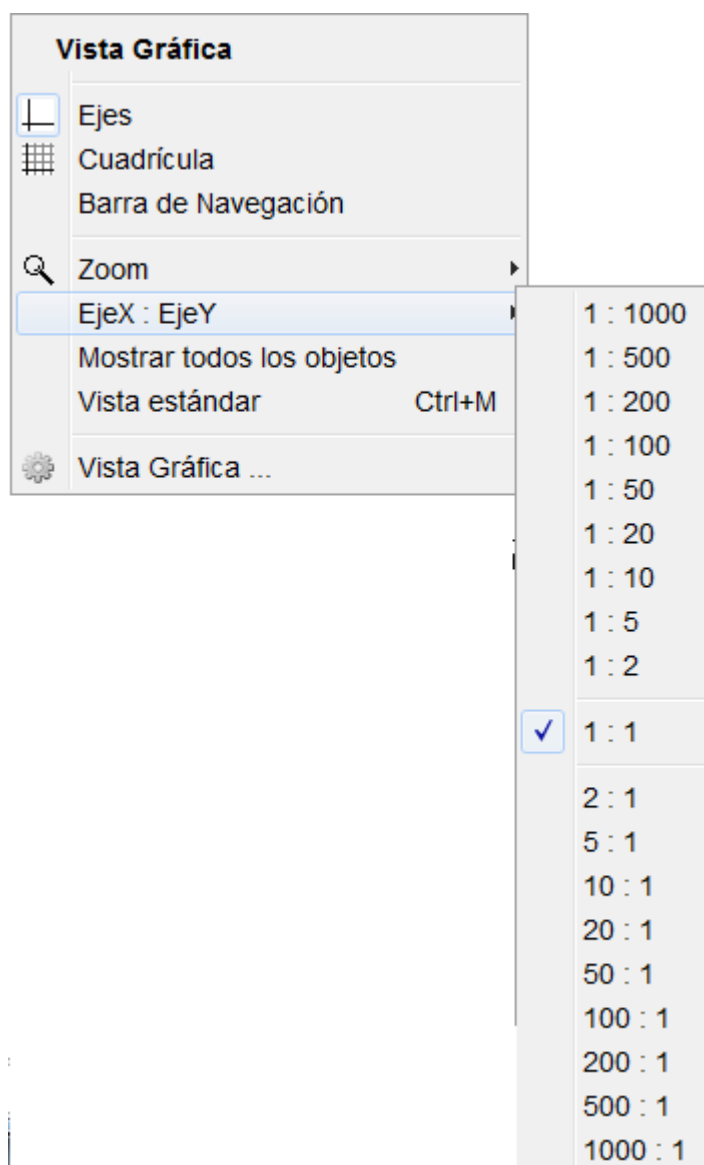 Vista Gráfica
Ejes
Cuadrícula
Barra de Navegación
Zoom
EjeX : EjeY
Mostrar todos los objetos
Vista estándar Ctrl+M
Vista Gráfica ...
1 : 1000
1 : 500
1 : 200
1 : 100
1 : 50
1 : 20
1 : 10
1 : 5
1 : 2
1 : 1
2 : 1
5 : 1
10 : 1
20 : 1
50 : 1
100 : 1
200 : 1
500 : 1
1000 : 1